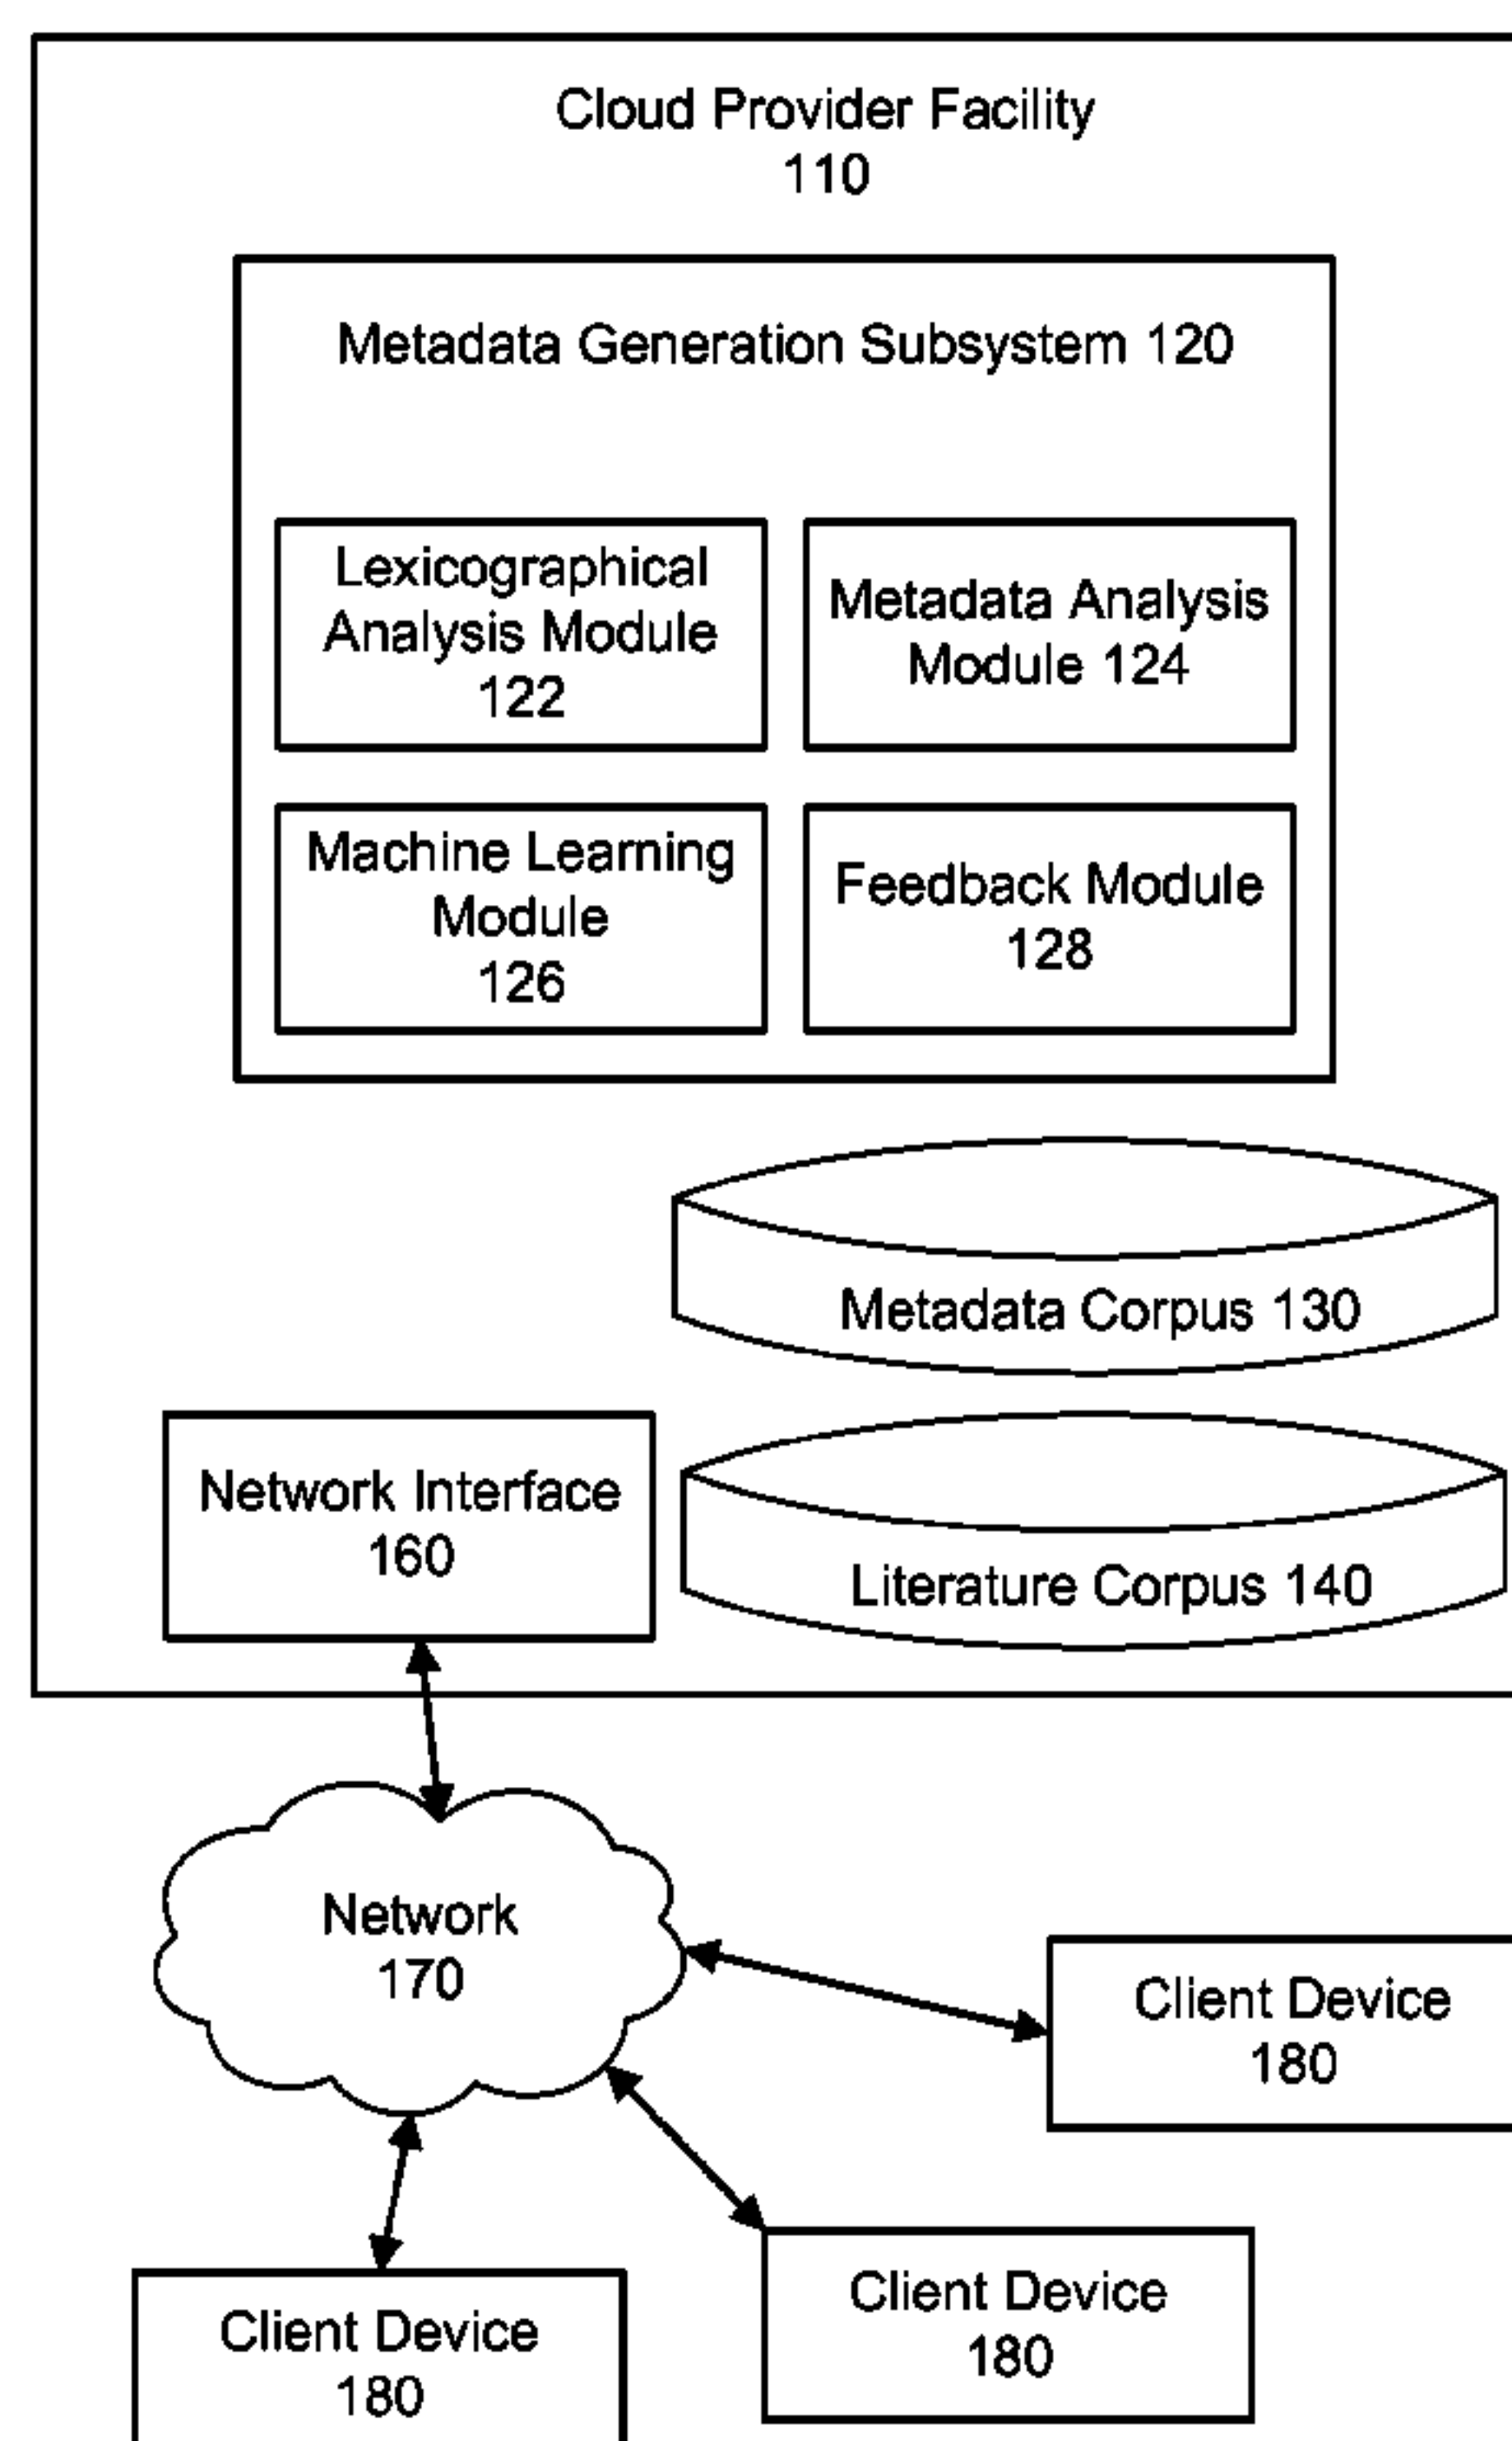 Cloud Provider Facility
110
Metadata Generation Subsystem 120
Lexicographical
Analysis Module
122
Metadata Analysis
Module 124
Machine Learning
Module
126
Feedback Module
128
Metadata Corpus 130
Network Interface
160
Literature Corpus 140
Network
170
Client Device
180
Client Device
180
Client Device
180